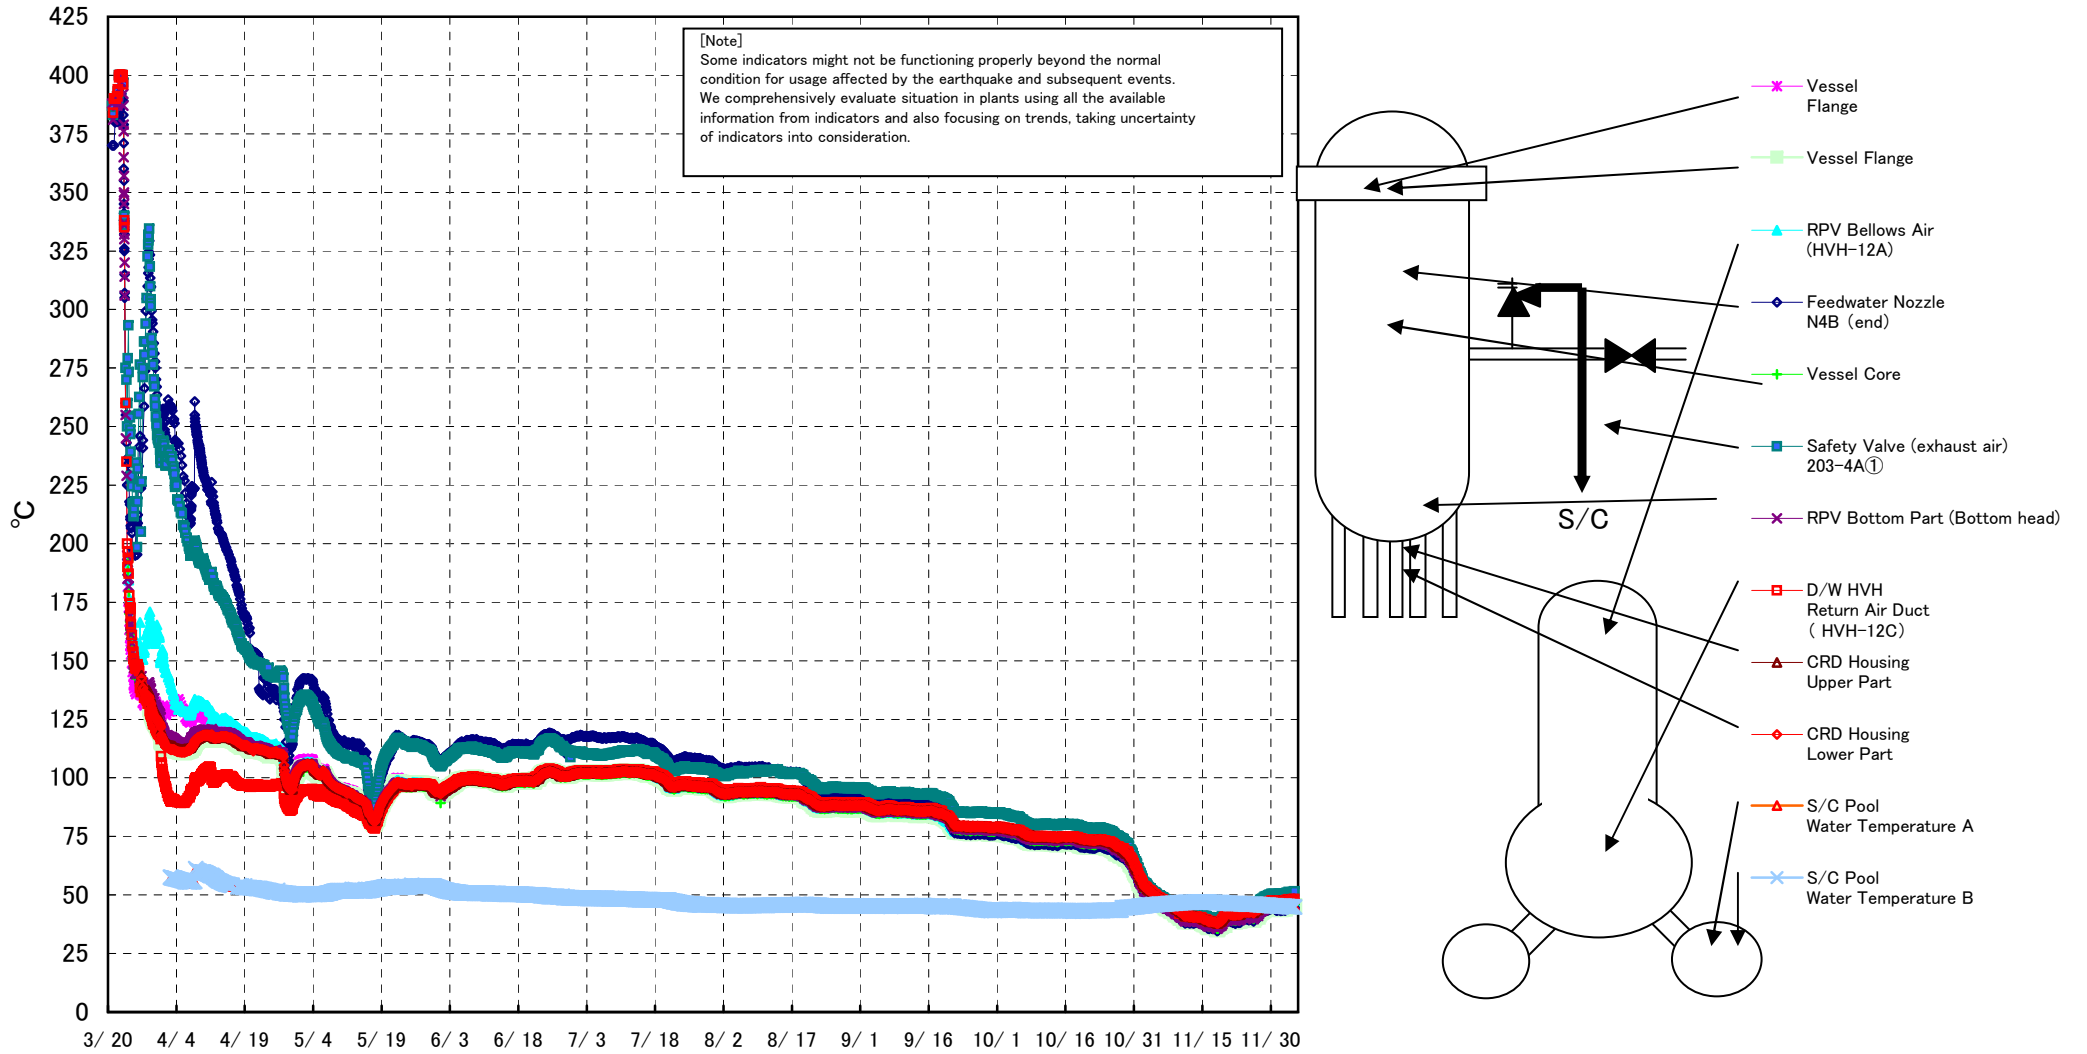 425
400
375
350
325
300
275
250
225
200
175
150
125
100
75
50
25
0
℃
3/ 20
4/ 4
4/ 19
5/ 4
5/ 19
6/ 3
6/ 18
7/ 3
7/ 18
8/ 2
8/ 17
9/ 1
9/ 16
10/ 1
10/ 16
10/ 31
11/ 15
11/ 30
[Note]
Some indicators might not be functioning properly beyond the normal
condition for usage affected by the earthquake and subsequent events.
We comprehensively evaluate situation in plants using all the available
information from indicators and also focusing on trends, taking uncertainty
of indicators into consideration.
S/C
Vessel
Flange
Vessel Flange
RPV Bellows Air
(HVH-12A)
Feedwater Nozzle
N4B (end)
Vessel Core
Safety Valve (exhaust air)
203-4A①
RPV Bottom Part (Bottom head)
D/W HVH
Return Air Duct
( HVH-12C)
CRD Housing
Upper Part
CRD Housing
Lower Part
S/C Pool
Water Temperature A
S/C Pool
Water Temperature B